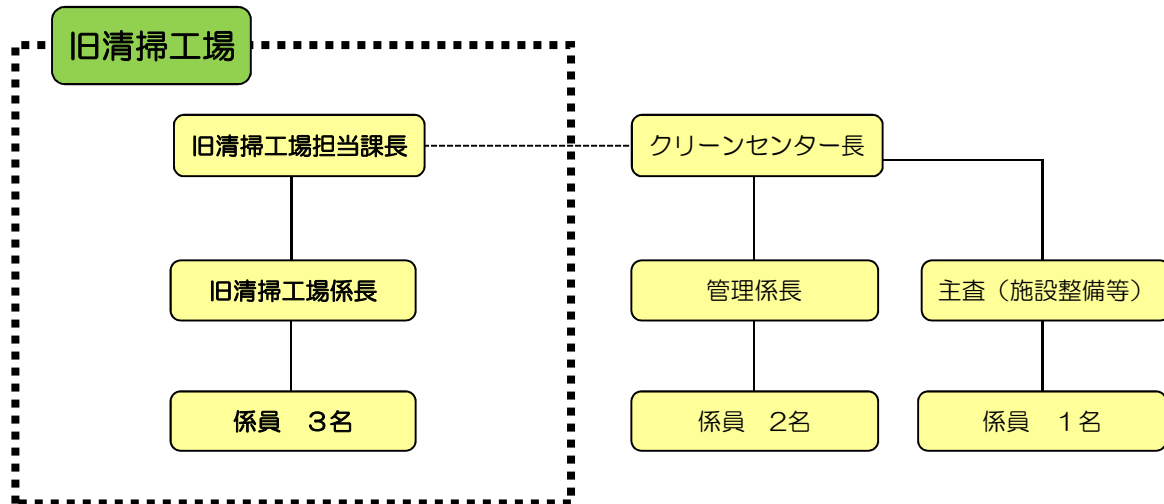 旧清掃工場
旧清掃工場担当課長
クリーンセンター長
旧清掃工場係長
管理係長
主査（施設整備等）
係員　３名
係員　２名
係員　１名